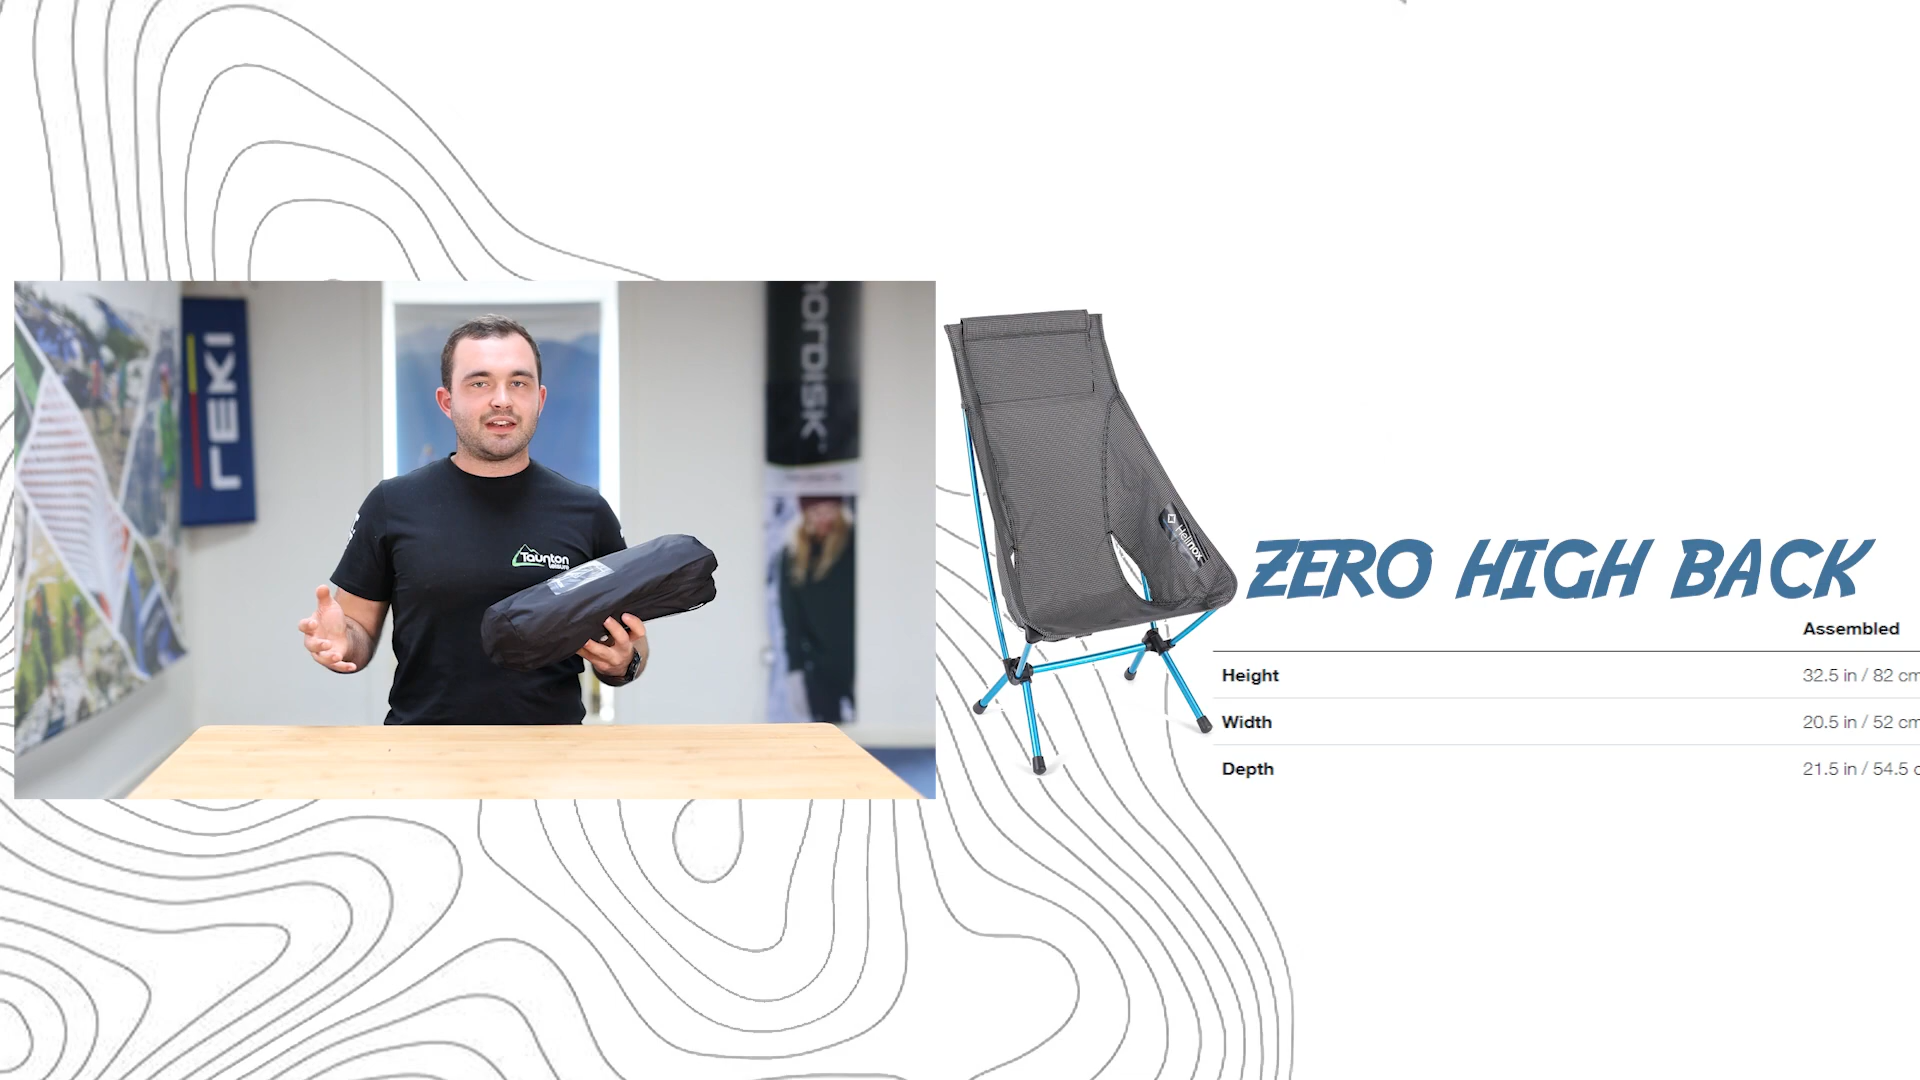 LEKI
NORDISK
Taunton
Leisure
Helinox
ZERO HIGH BACK
Assembled
Height 32.5 in / 82 cm
Width 20.5 in / 52 cm
Depth 21.5 in / 54.5 c